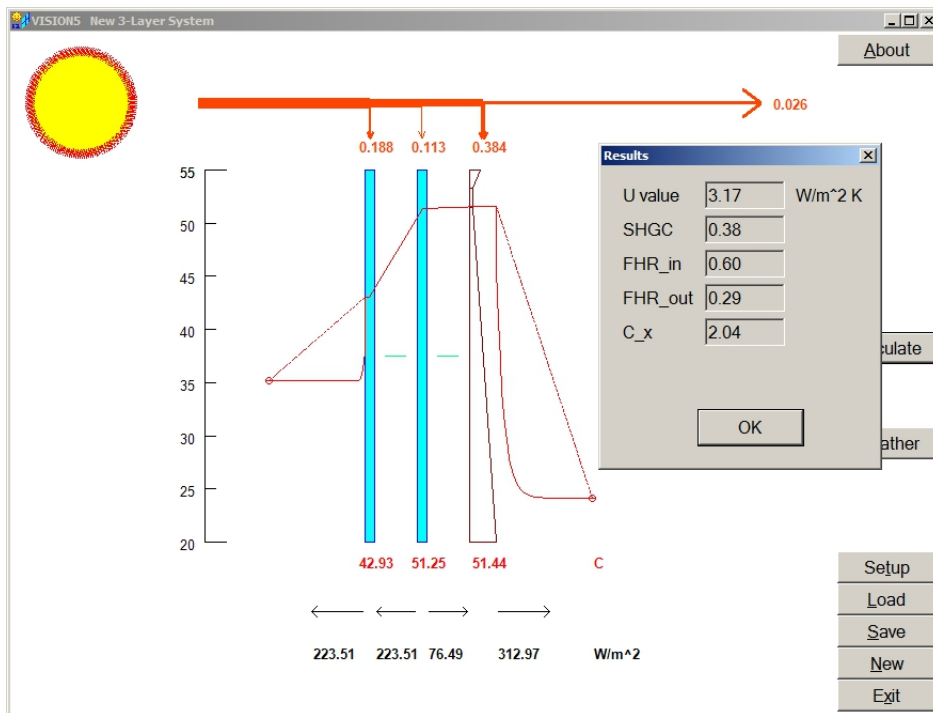 VISION5 New 3-Layer System
About
0.026
0.188 0.113 0.384
Results
U value 3.17 W/m^2 K
SHGC 0.38
FHR_in 0.60
FHR_out 0.29
C_x 2.04
OK
culate
ather
55
50
45
40
35
30
25
20
42.93 51.25 51.44 C
223.51 223.51 76.49 312.97 W/m^2
Setup
Load
Save
New
Exit